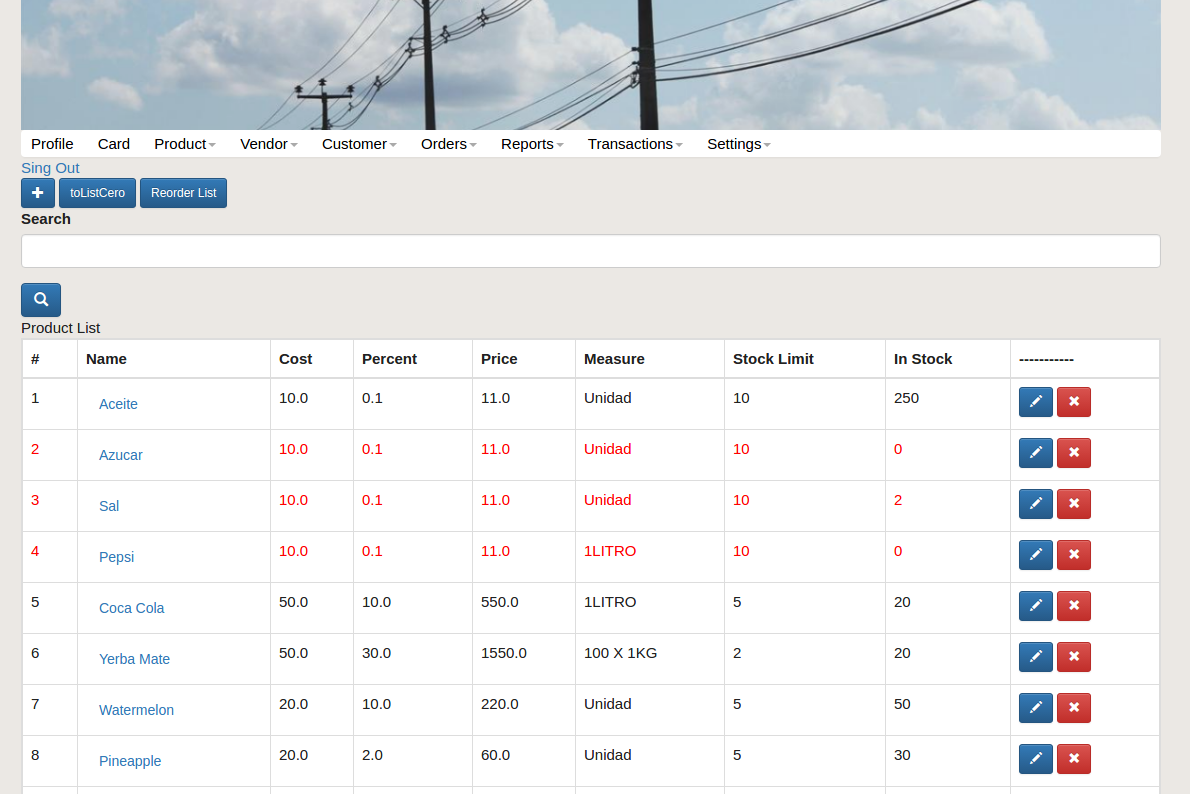 Profile Card Product Vendor Customer Orders Reports Transactions Settings
Sing Out
toListCero Reorder List
Search
Product List
# Name Cost Percent Price Measure Stock Limit In Stock -----------
1 Aceite 10.0 0.1 11.0 Unidad 10 250
2 Azucar 10.0 0.1 11.0 Unidad 10 0
3 Sal 10.0 0.1 11.0 Unidad 10 2
4 Pepsi 10.0 0.1 11.0 1LITRO 10 0
5 Coca Cola 50.0 10.0 550.0 1LITRO 5 20
6 Yerba Mate 50.0 30.0 1550.0 100 X 1KG 2 20
7 Watermelon 20.0 10.0 220.0 Unidad 5 50
8 Pineapple 20.0 2.0 60.0 Unidad 5 30